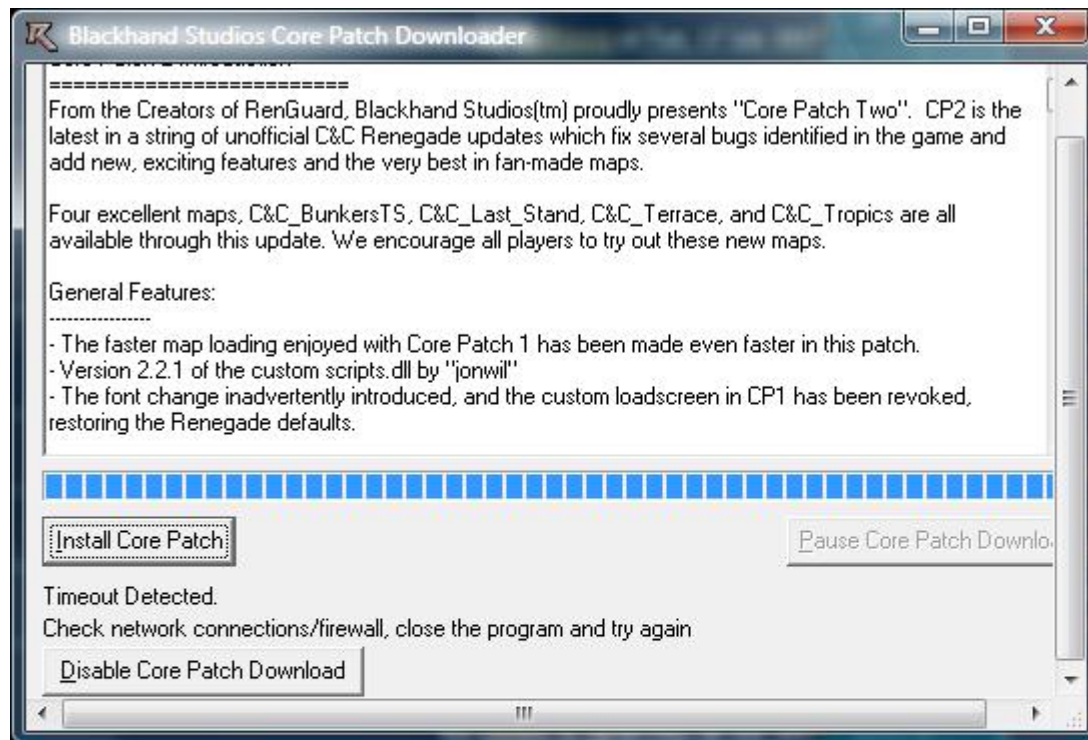 Blackhand Studios Core Patch Downloader
===========================
From the Creators of RenGuard, Blackhand Studios(tm) proudly presents "Core Patch Two".  CP2 is the
latest in a string of unofficial C&C Renegade updates which fix several bugs identified in the game and
add new, exciting features and the very best in fan-made maps.
Four excellent maps, C&C_BunkersTS, C&C_Last_Stand, C&C_Terrace, and C&C_Tropics are all
available through this update. We encourage all players to try out these new maps.
General Features:
----------------
- The faster map loading enjoyed with Core Patch 1 has been made even faster in this patch.
- Version 2.2.1 of the custom scripts.dll by "jonwil"
- The font change inadvertently introduced, and the custom loadscreen in CP1 has been revoked,
restoring the Renegade defaults.
Install Core Patch
Pause Core Patch Downlo
Timeout Detected.
Check network connections/firewall, close the program and try again
Disable Core Patch Download